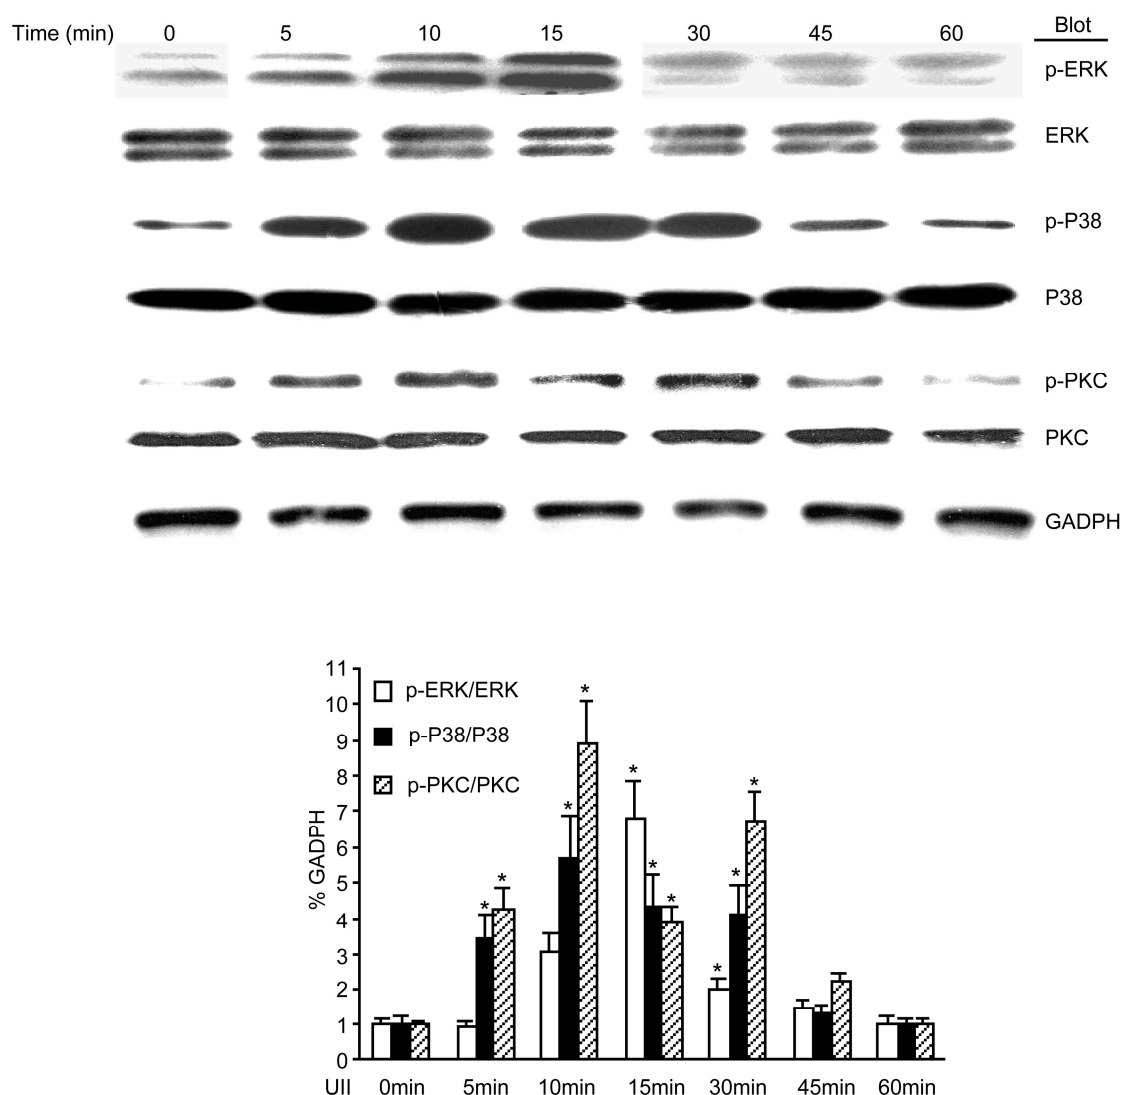 Time (min) 0 5 10 15 30 45 60 Blot
p-ERK
ERK
p-P38
P38
p-PKC
PKC
GADPH
11
10
9
8
7
6
5
4
3
2
1
0
% GADPH
p-ERK/ERK
p-P38/P38
p-PKC/PKC
* * * * * * * * * *
UII 0min 5min 10min 15min 30min 45min 60min